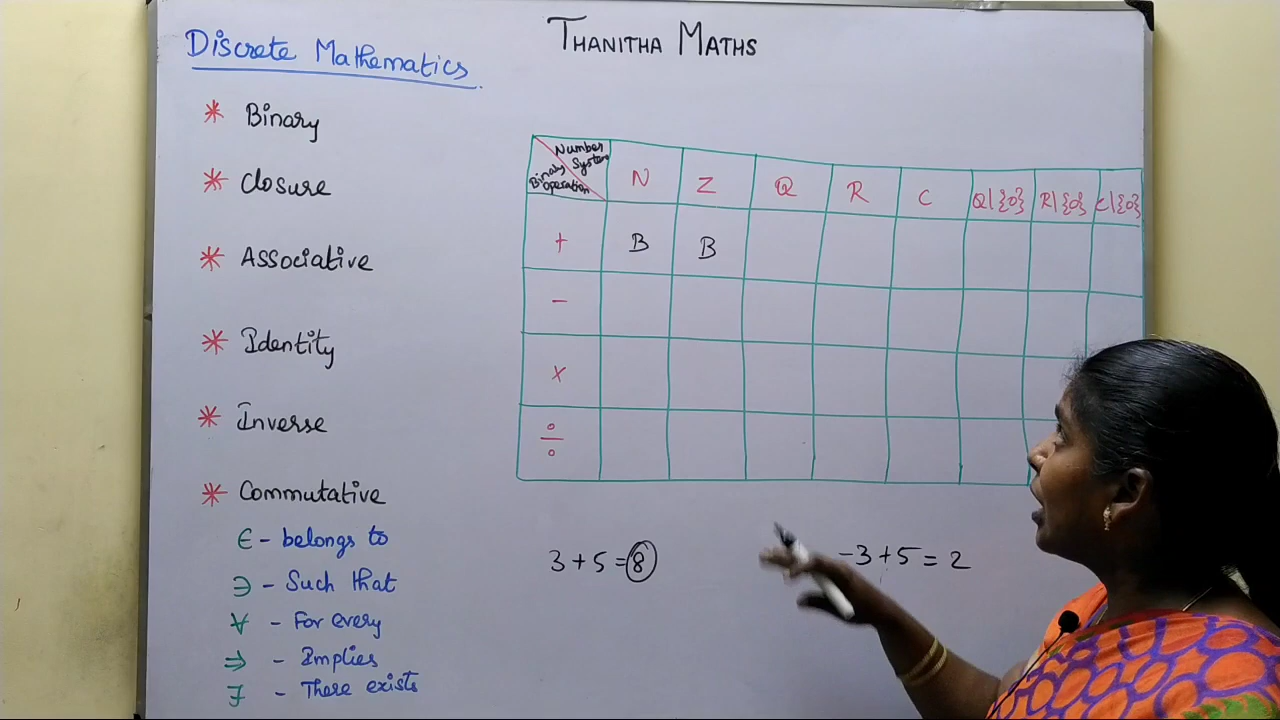 Discrete Mathematics
THANITHA MATHS
* Binary
* Closure
* Associative
* Identity
* Inverse
* Commutative
∈ - belongs to
∋ - Such that
∀ - For every
⇒ - Implies
∃ - There exists
Number System
Binary operation
N Z Q R C Q|{0} R|{0} C|{0}
+ B B
−
×
÷
3 + 5 = 8
-3 + 5 = 2